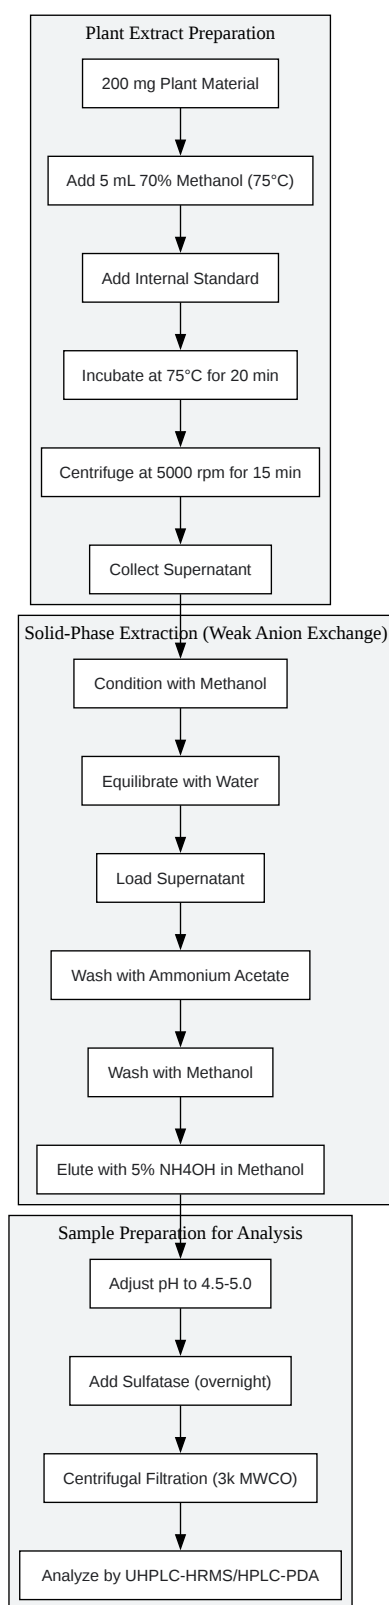 Plant Extract Preparation
200 mg Plant Material
Add 5 mL 70% Methanol (75°C)
Add Internal Standard
Incubate at 75°C for 20 min
Centrifuge at 5000 rpm for 15 min
Collect Supernatant
Solid-Phase Extraction (Weak Anion Exchange)
Condition with Methanol
Equilibrate with Water
Load Supernatant
Wash with Ammonium Acetate
Wash with Methanol
Elute with 5% NH4OH in Methanol
Sample Preparation for Analysis
Adjust pH to 4.5-5.0
Add Sulfatase (overnight)
Centrifugal Filtration (3k MWCO)
Analyze by UHPLC-HRMS/HPLC-PDA